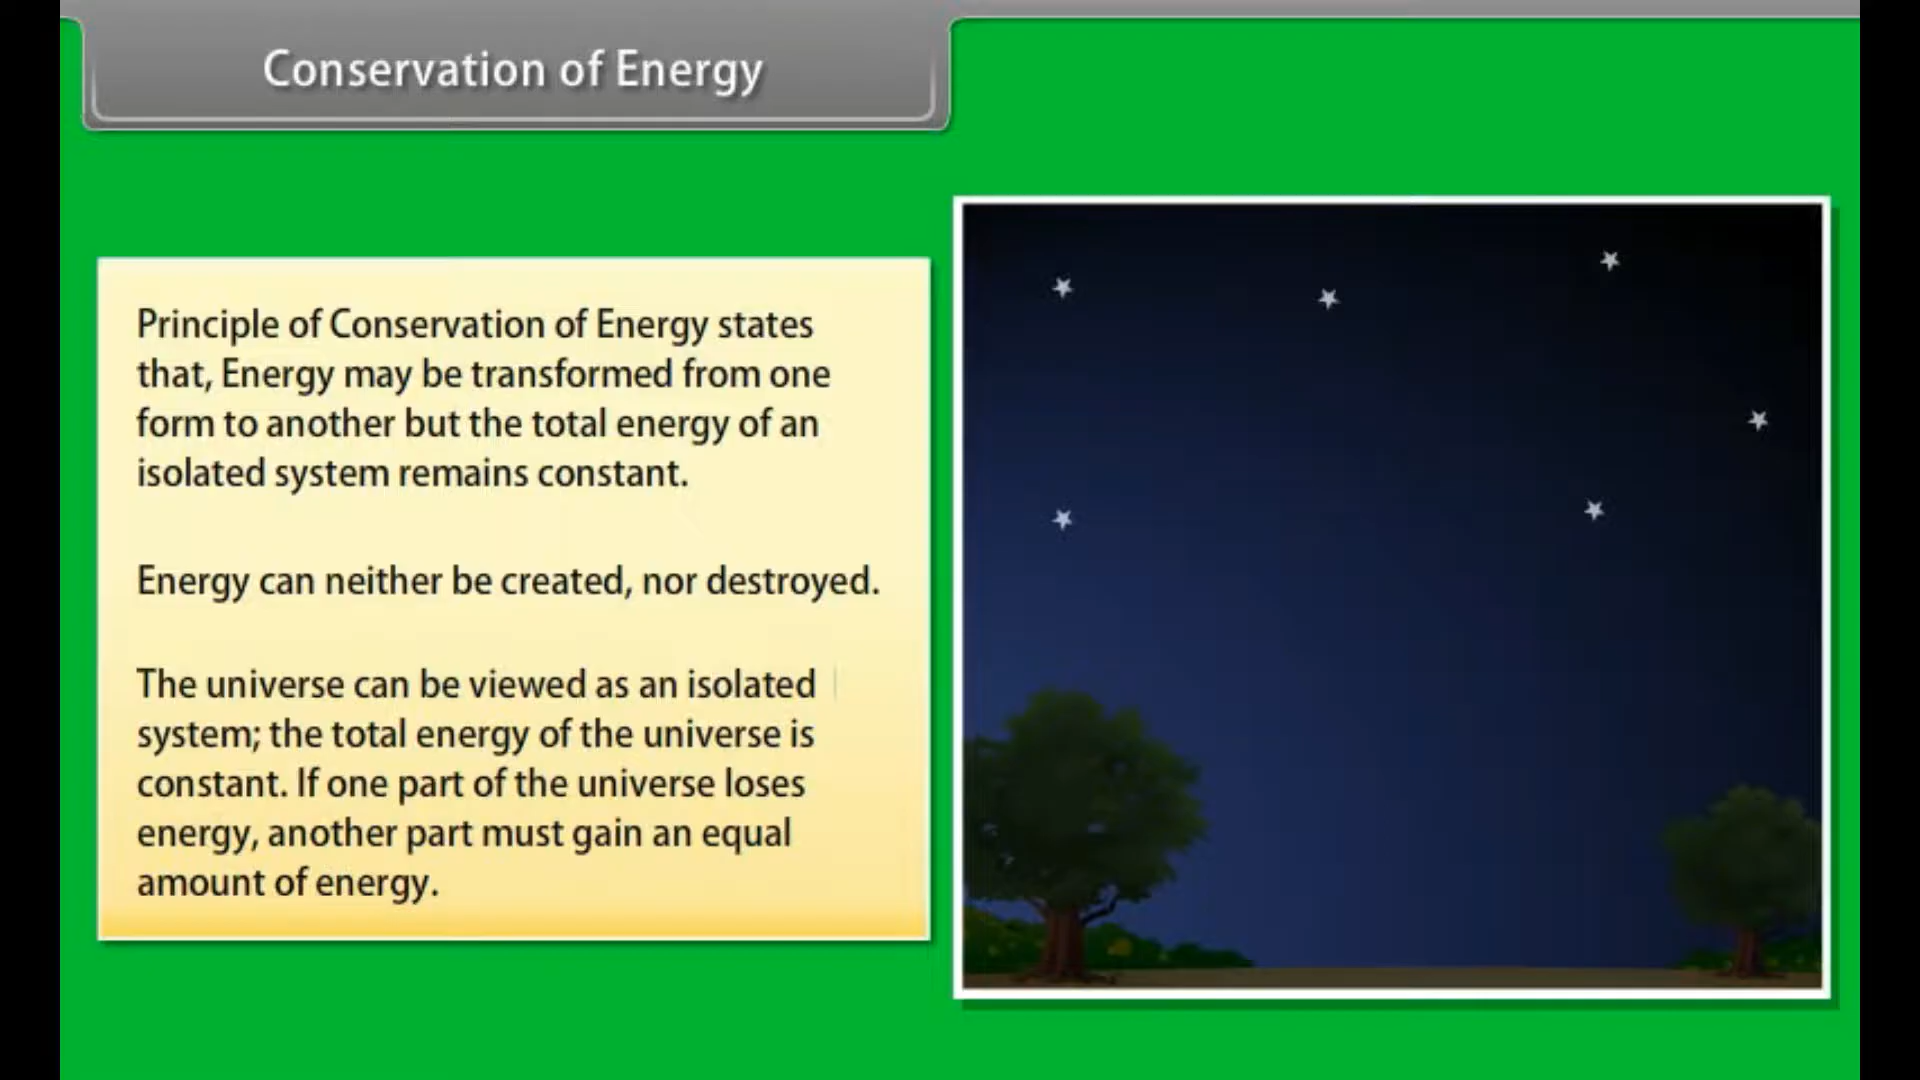 Conservation of Energy
Principle of Conservation of Energy states
that, Energy may be transformed from one
form to another but the total energy of an
isolated system remains constant.
Energy can neither be created, nor destroyed.
The universe can be viewed as an isolated
system; the total energy of the universe is
constant. If one part of the universe loses
energy, another part must gain an equal
amount of energy.